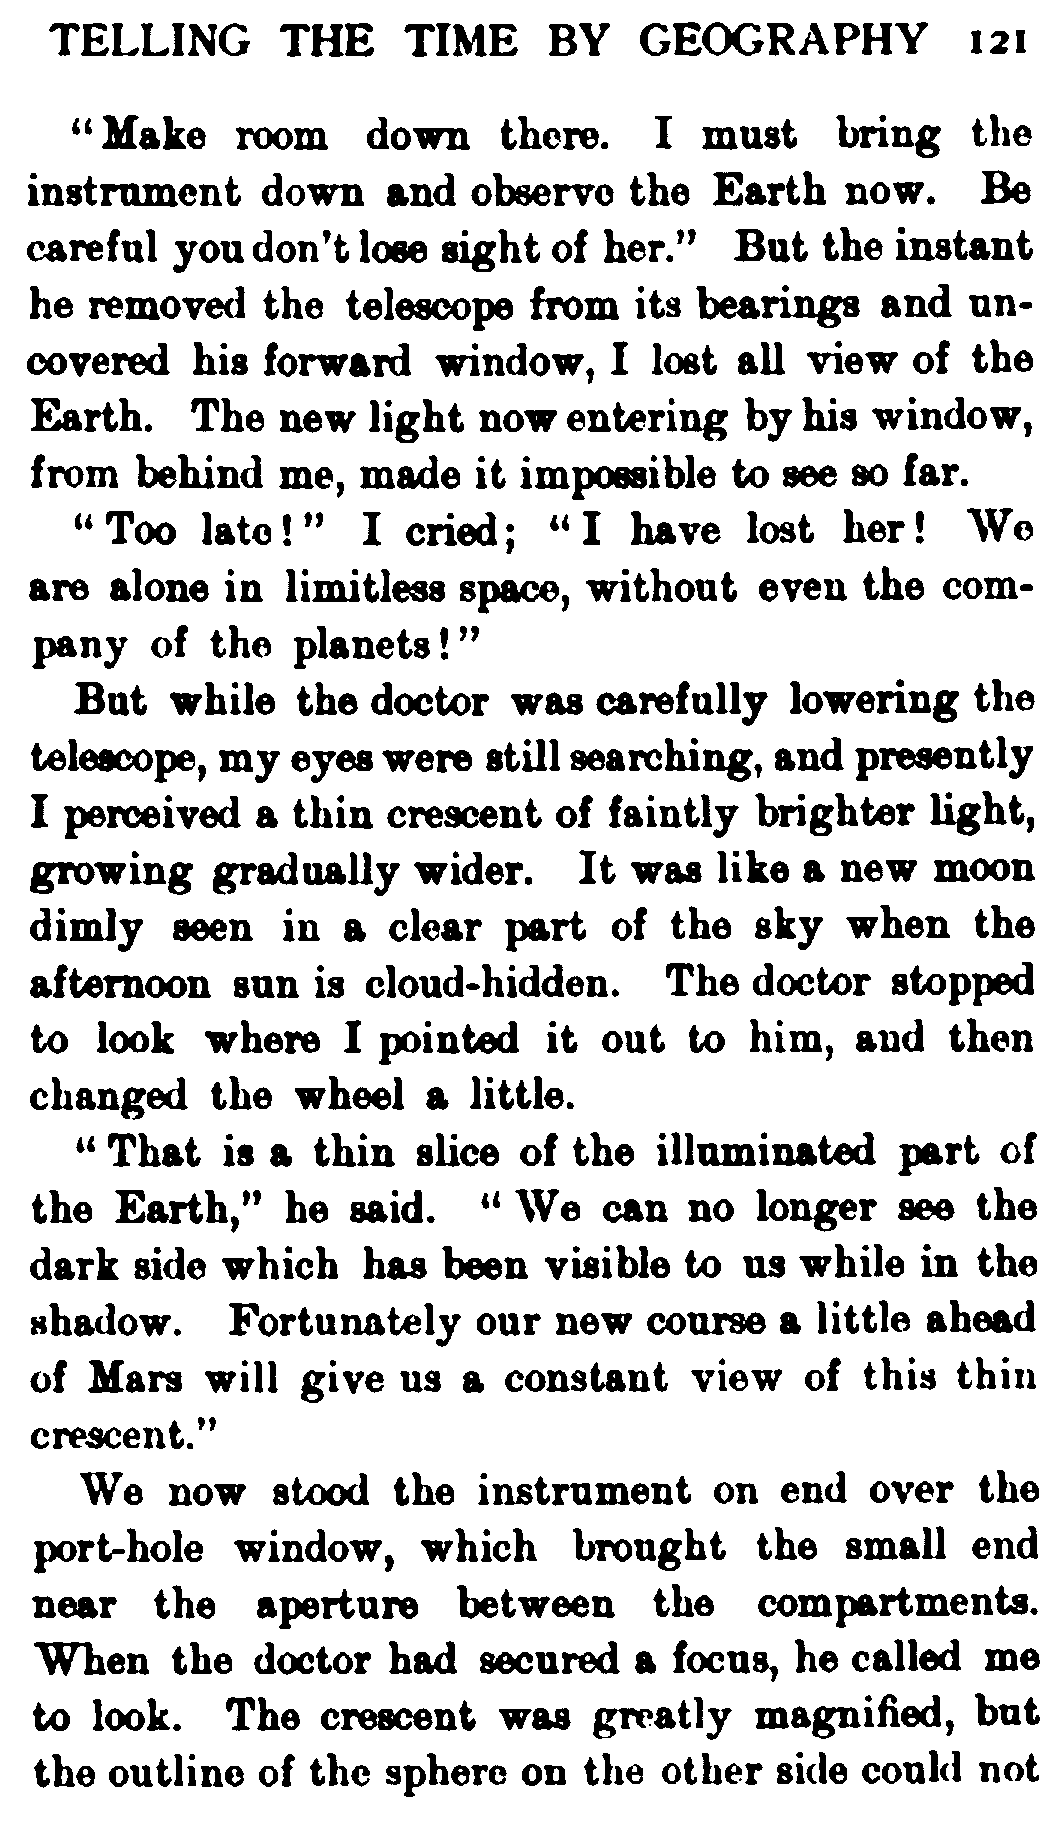 TELLING THE TIME BY GEOGRAPHY 121
"Make room down there. I must bring the
instrument down and observe the Earth now. Be
careful you don't lose sight of her." But the instant
he removed the telescope from its bearings and un-
covered his forward window, I lost all view of the
Earth. The new light now entering by his window,
from behind me, made it impossible to see so far.
"Too late!" I cried; "I have lost her! We
are alone in limitless space, without even the com-
pany of the planets!"
But while the doctor was carefully lowering the
telescope, my eyes were still searching, and presently
I perceived a thin crescent of faintly brighter light,
growing gradually wider. It was like a new moon
dimly seen in a clear part of the sky when the
afternoon sun is cloud-hidden. The doctor stopped
to look where I pointed it out to him, and then
changed the wheel a little.
"That is a thin slice of the illuminated part of
the Earth," he said. "We can no longer see the
dark side which has been visible to us while in the
shadow. Fortunately our new course a little ahead
of Mars will give us a constant view of this thin
crescent."
We now stood the instrument on end over the
port-hole window, which brought the small end
near the aperture between the compartments.
When the doctor had secured a focus, he called me
to look. The crescent was greatly magnified, but
the outline of the sphere on the other side could not